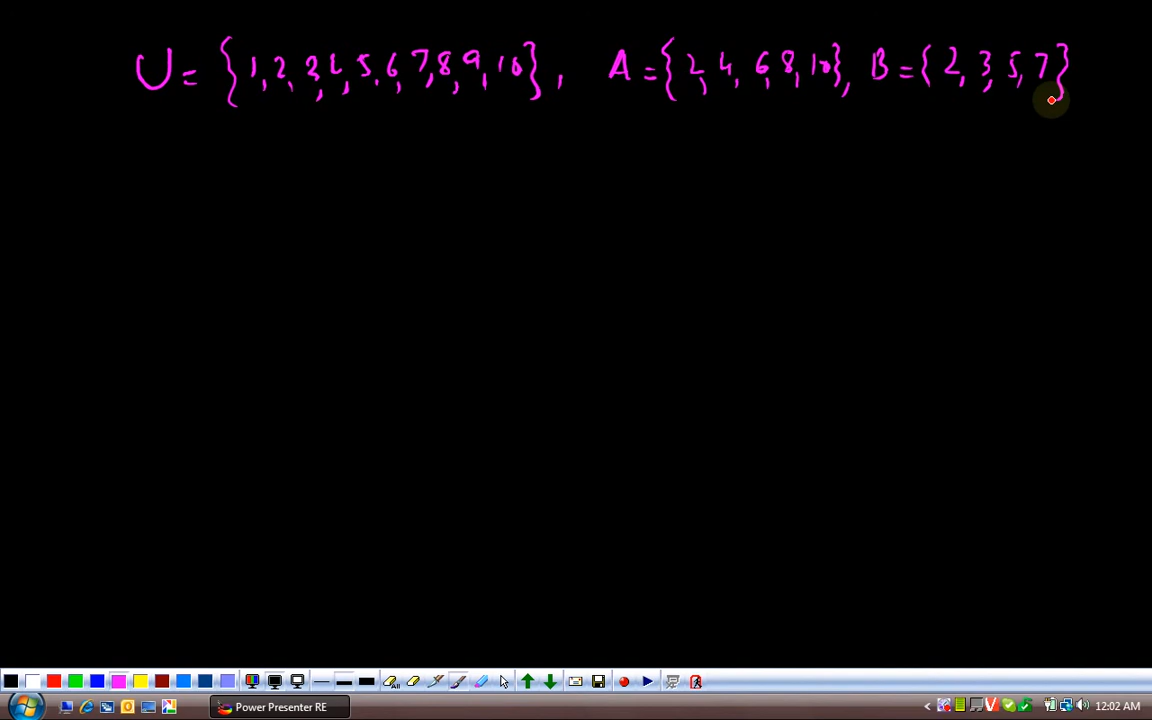 U = {1, 2, 3, 4, 5, 6, 7, 8, 9, 10}, A = {2, 4, 6, 8, 10}, B = {2, 3, 5, 7}
All
Power Presenter RE
12:02 AM